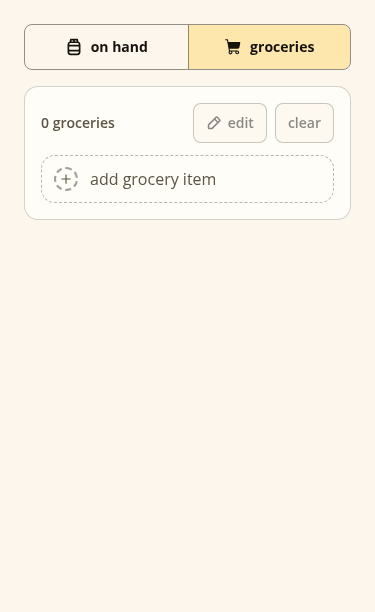 on hand
groceries
0 groceries
edit
clear
add grocery item